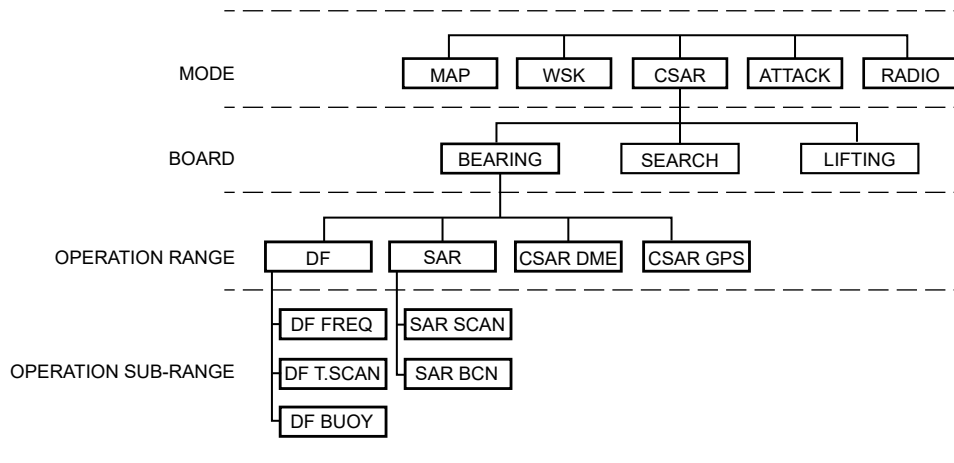 MODE MAP WSK CSAR ATTACK RADIO
BOARD BEARING SEARCH LIFTING
OPERATION RANGE DF SAR CSAR DME CSAR GPS
DF FREQ SAR SCAN
OPERATION SUB-RANGE DF T.SCAN SAR BCN
DF BUOY